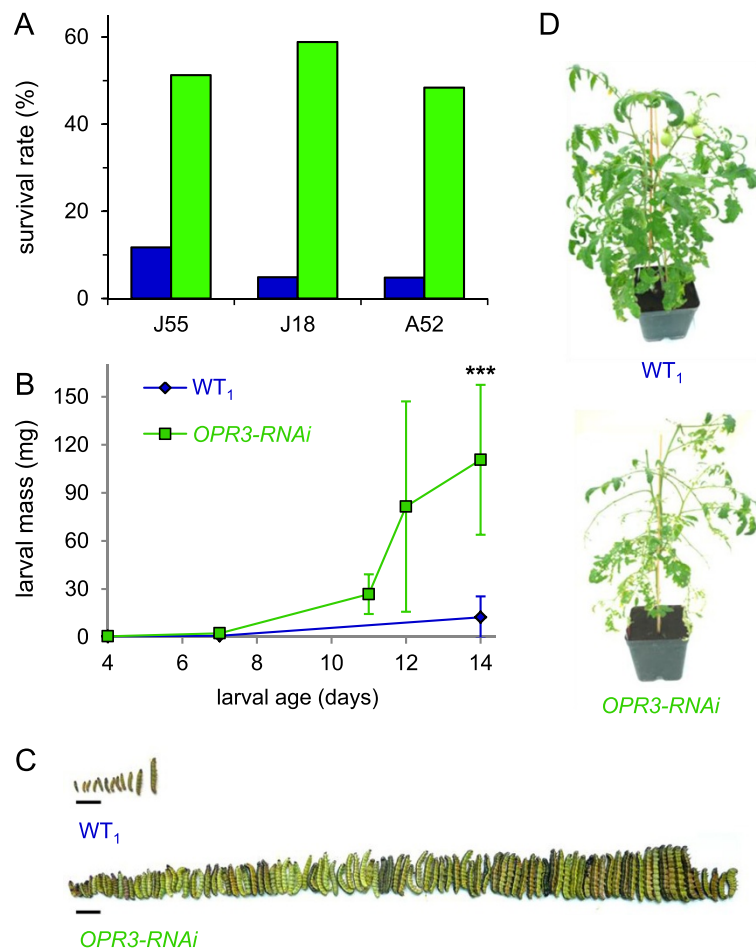 A
survival rate (%)
60
40
20
0
J55 J18 A52
B
larval mass (mg)
150
120
90
60
30
0
WT₁
OPR3-RNAi
***
4 6 8 10 12 14
larval age (days)
C
WT₁
OPR3-RNAi
D
WT₁
OPR3-RNAi